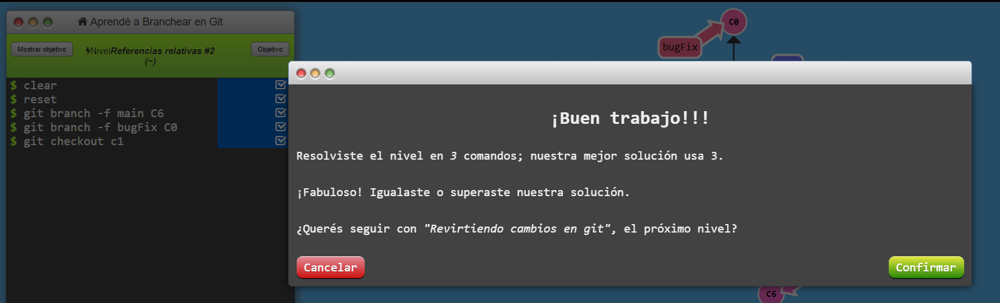 Aprendé a Branchear en Git
Mostrar objetivo
NivelReferencias relativas #2
(~)
Objetivo
$ clear
$ reset
$ git branch -f main C6
$ git branch -f bugFix C0
$ git checkout c1
C0
bugFix
¡Buen trabajo!!!
Resolviste el nivel en 3 comandos; nuestra mejor solución usa 3.
¡Fabuloso! Igualaste o superaste nuestra solución.
¿Querés seguir con "Revirtiendo cambios en git", el próximo nivel?
Cancelar
Confirmar
C6